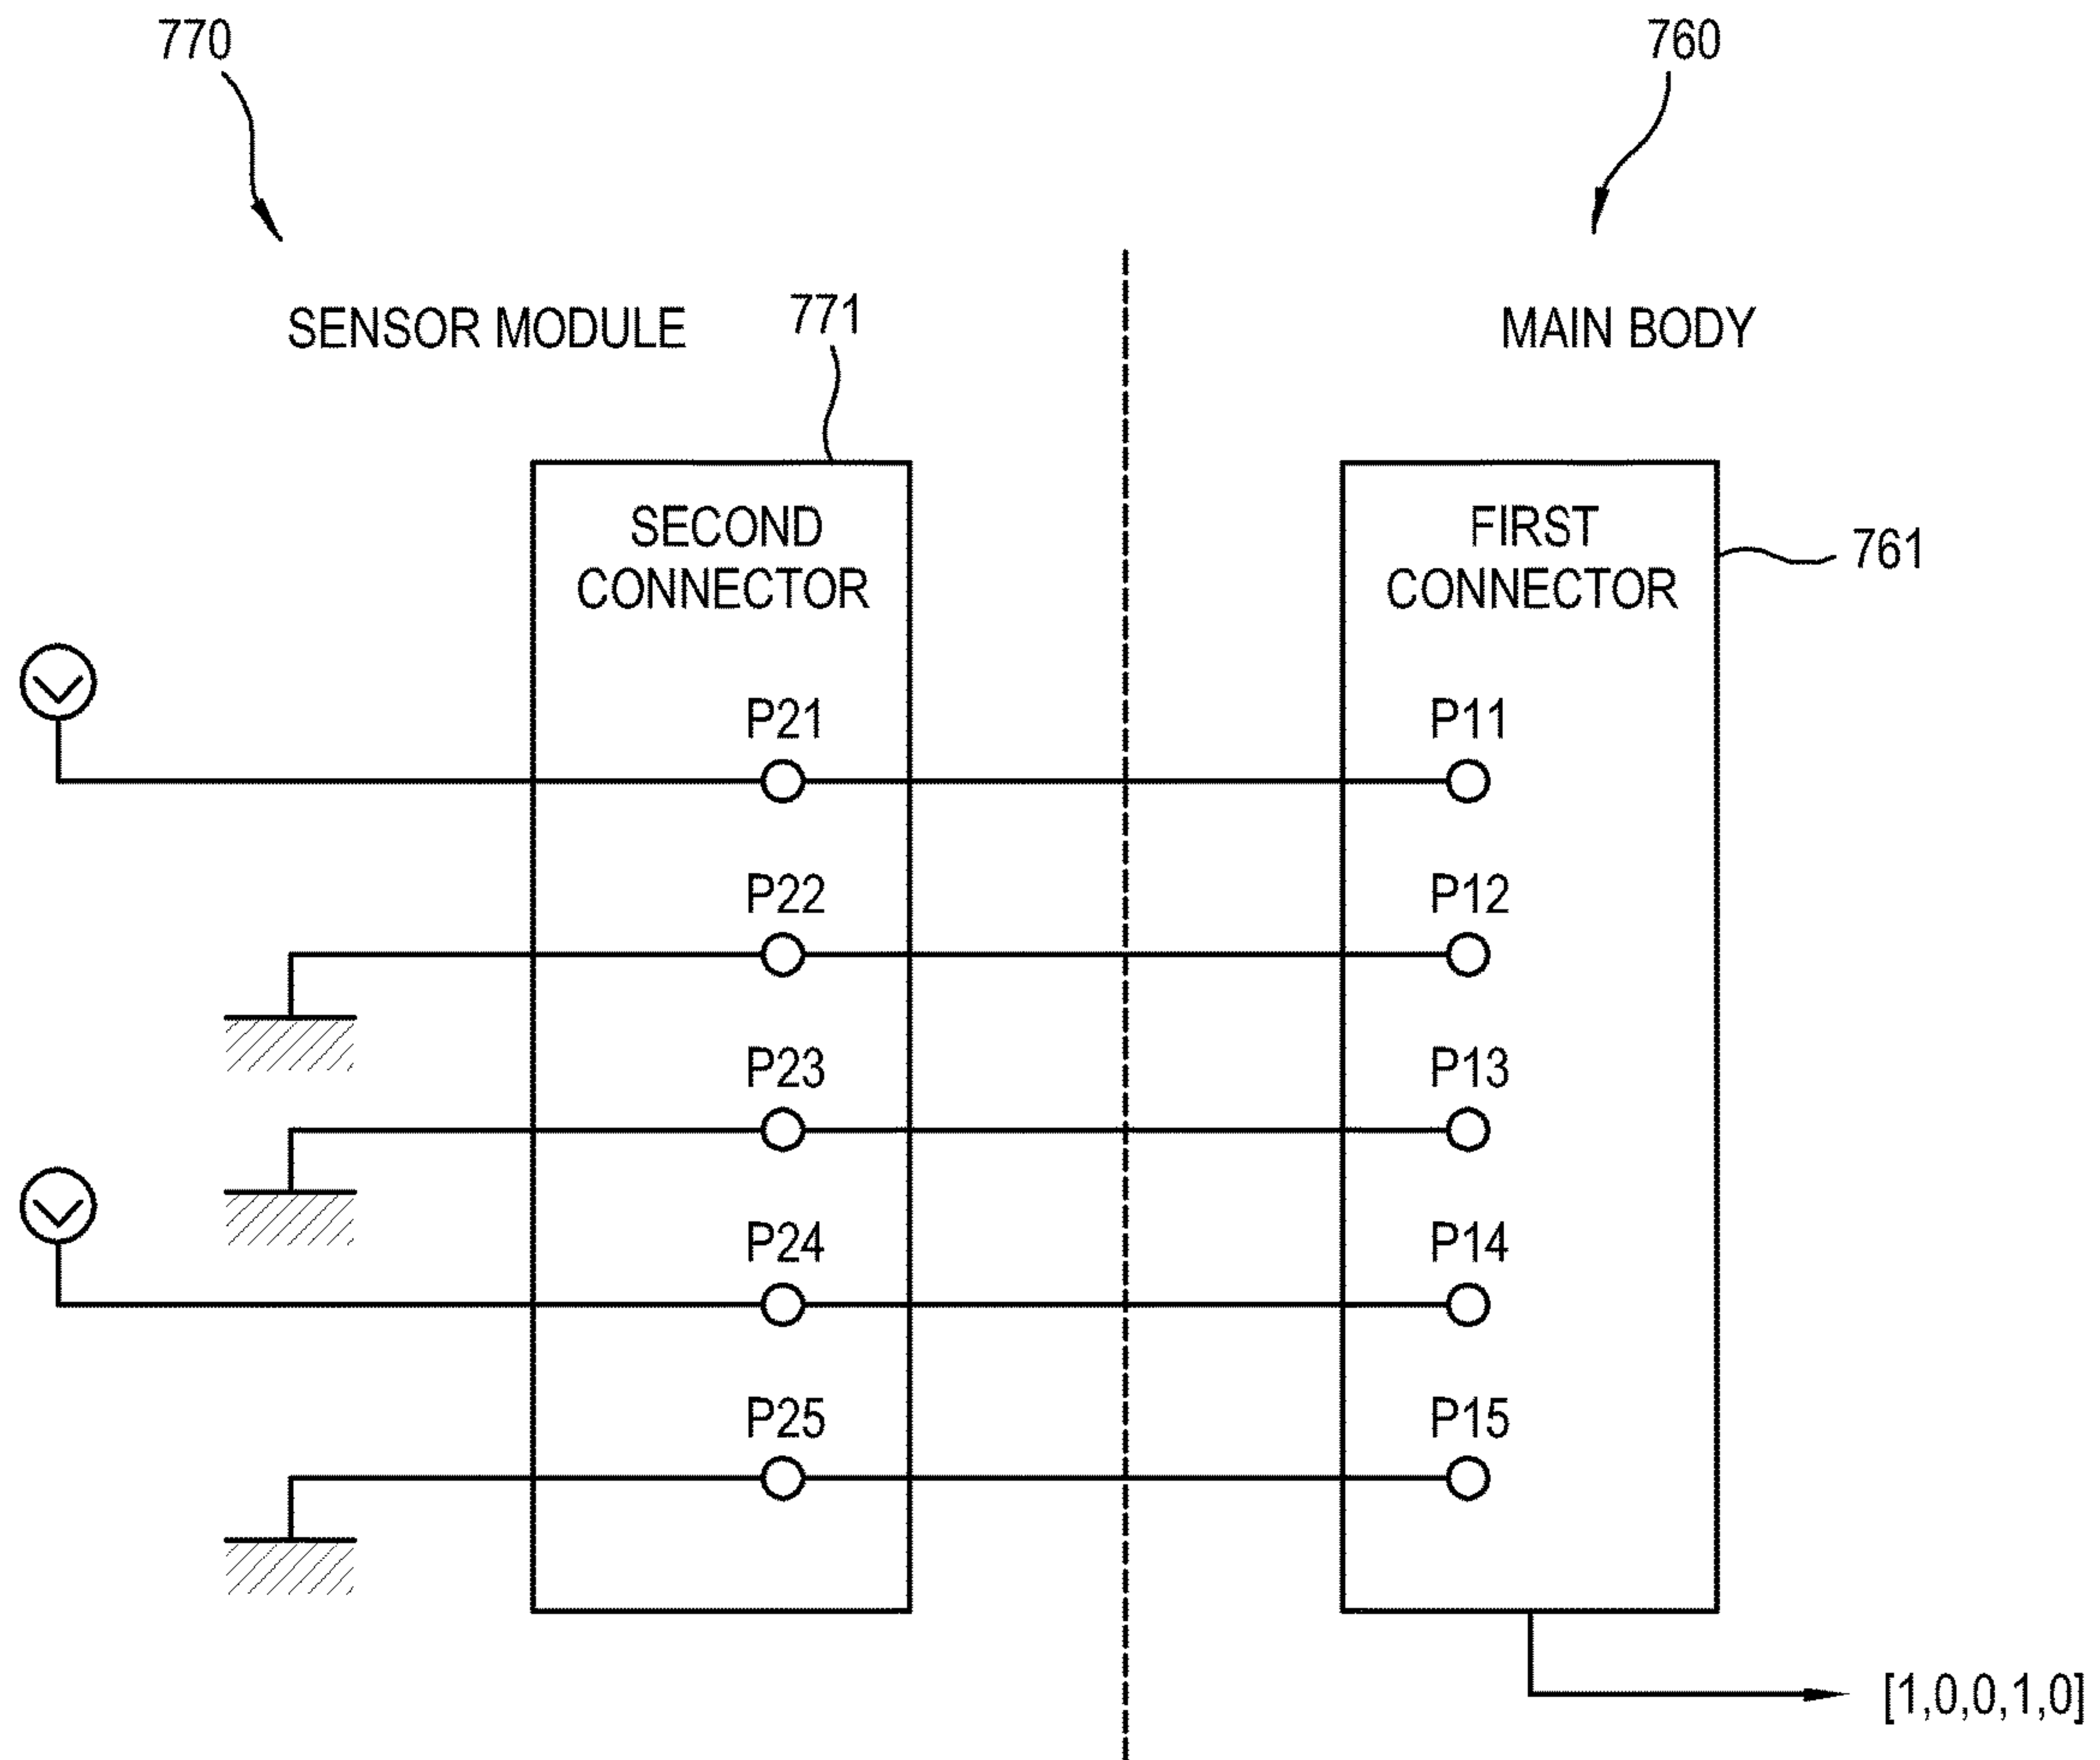 770
760
SENSOR MODULE
771
MAIN BODY
SECOND
CONNECTOR
FIRST
CONNECTOR
761
P21
P11
P22
P12
P23
P13
P24
P14
P25
P15
[1,0,0,1,0]